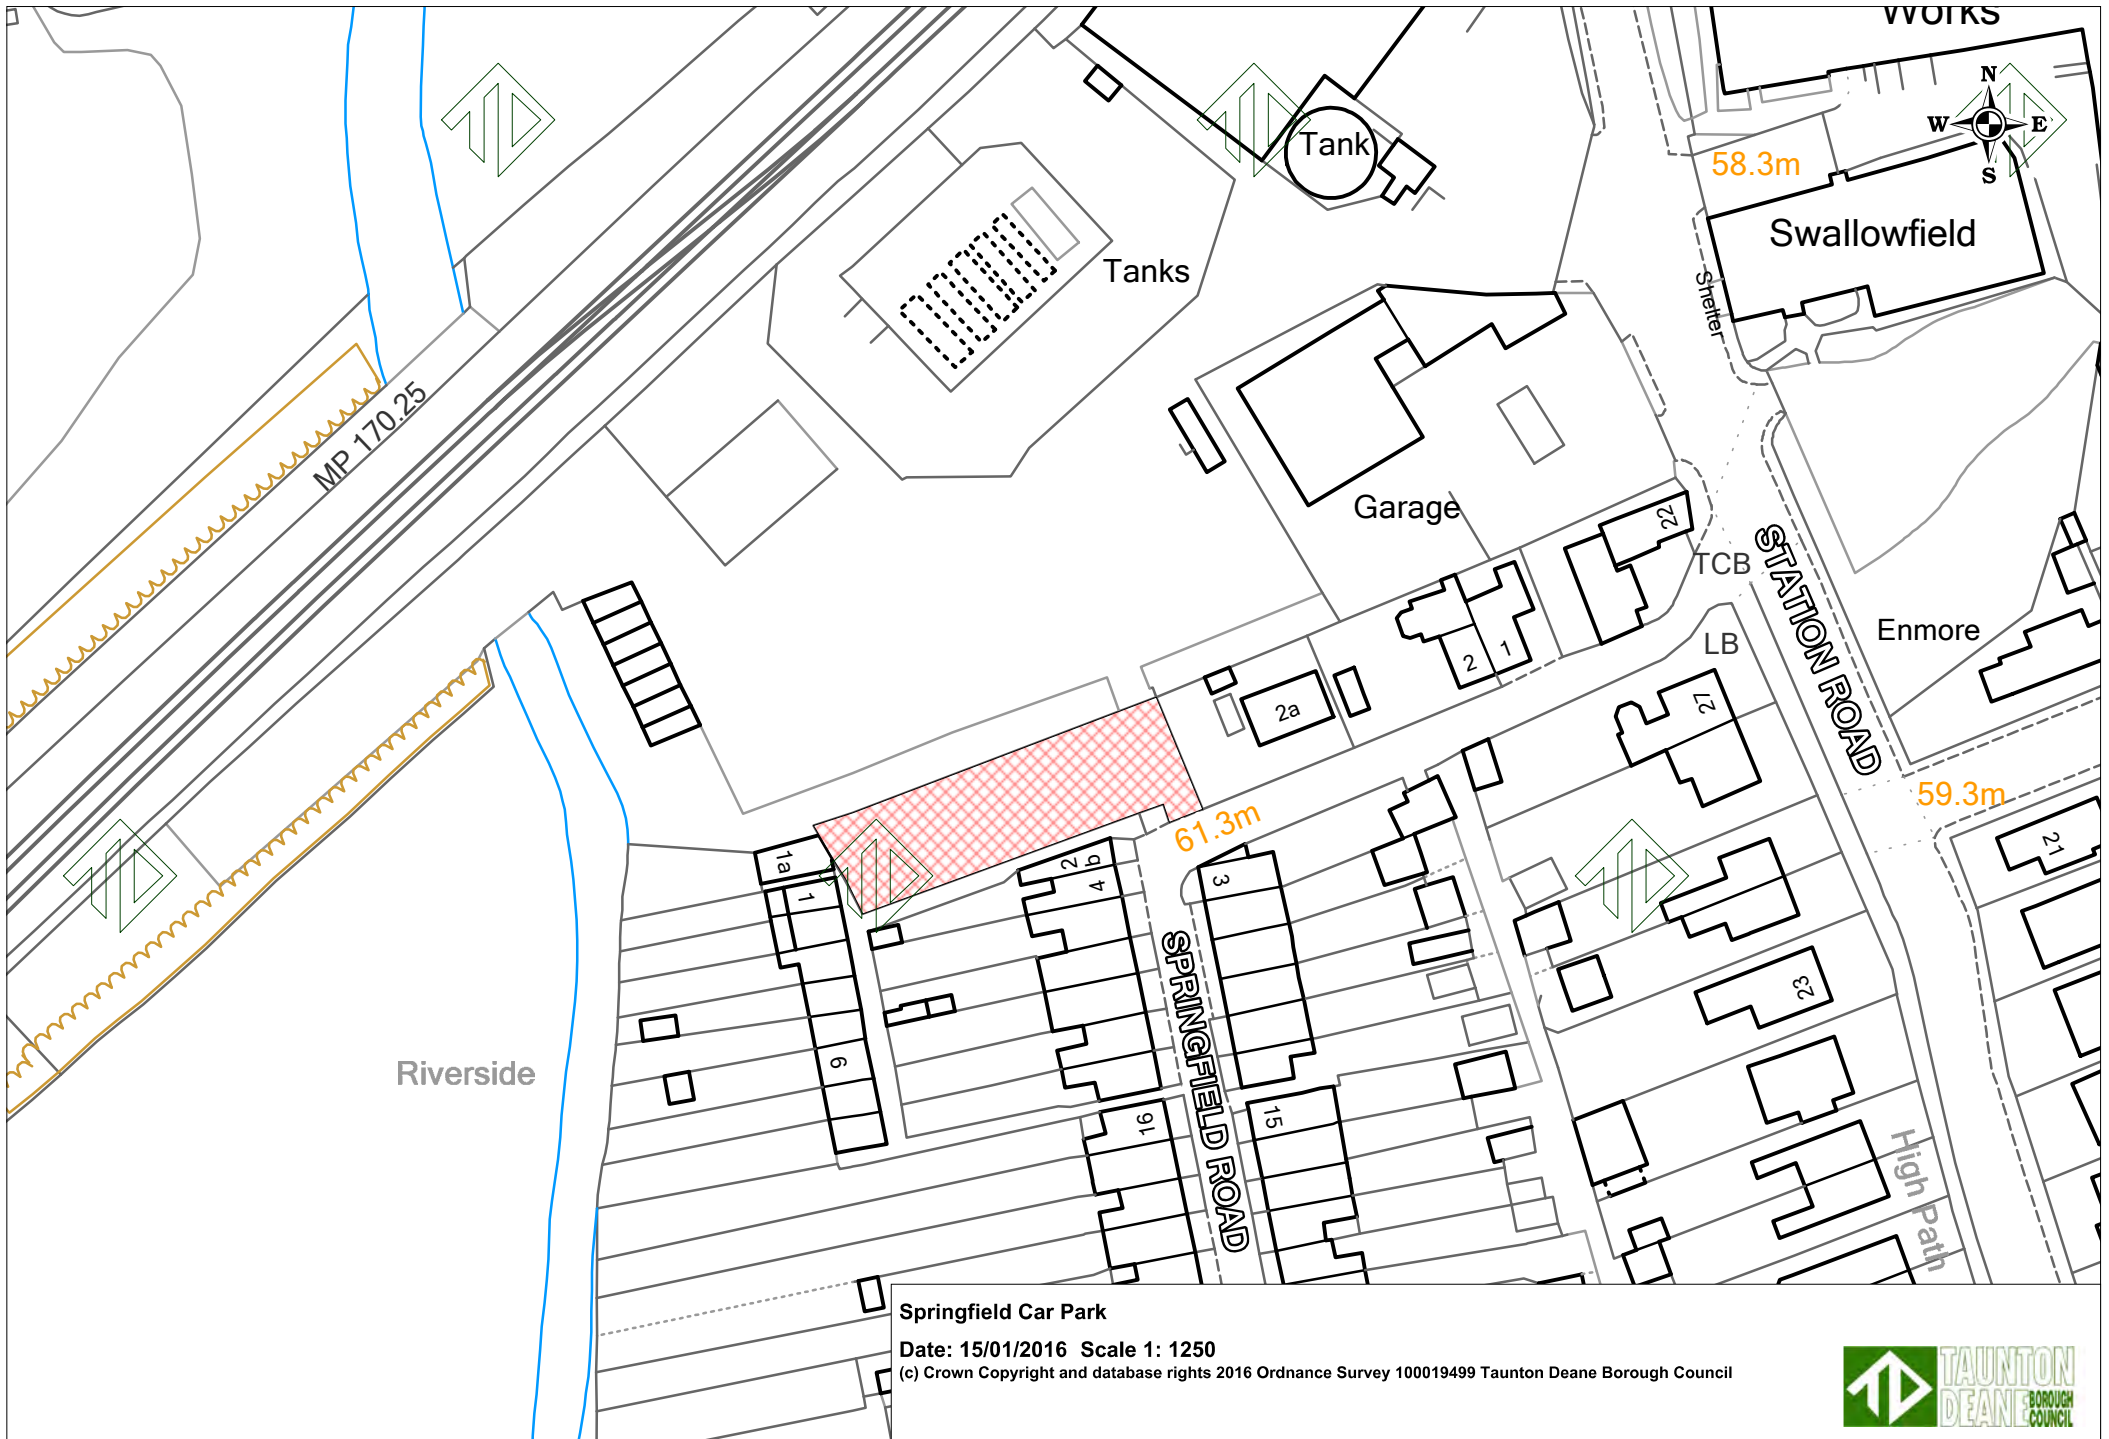 Works
N
W
E
S
58.3m
Tank
Swallowfield
Tanks
Shelter
MP 170.25
Garage
22
TCB
STATION ROAD
Enmore
LB
1
2
2a
27
59.3m
61.3m
21
1a
1
2b
4
3
SPRINGFIELD ROAD
23
6
Riverside
16
15
High Path
Springfield Car Park
Date: 15/01/2016 Scale 1: 1250
(c) Crown Copyright and database rights 2016 Ordnance Survey 100019499 Taunton Deane Borough Council
TD
TAUNTON
DEANE BOROUGH COUNCIL